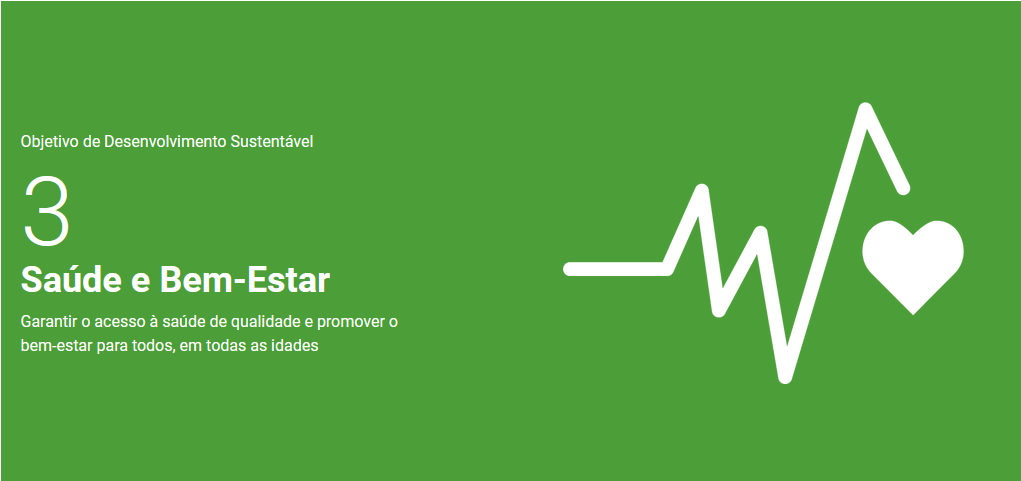 Objetivo de Desenvolvimento Sustentável
3
Saúde e Bem-Estar
Garantir o acesso à saúde de qualidade e promover o
bem-estar para todos, em todas as idades